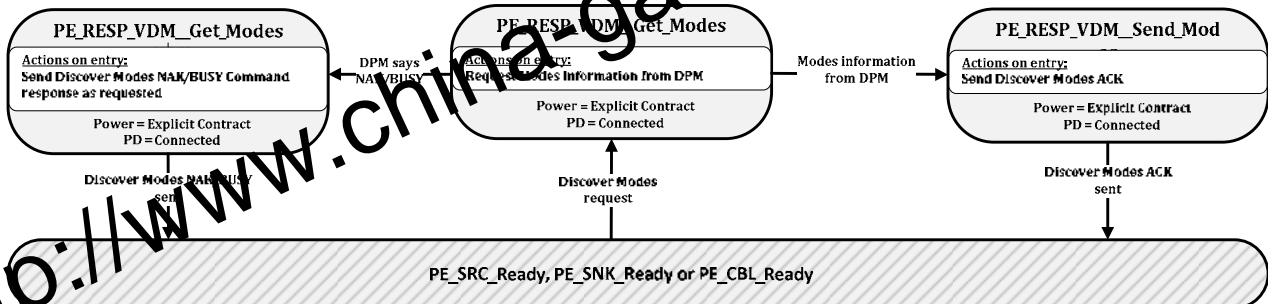 PE_RESP_VDM_Get_Modes
Actions on entry:
Send Discover Modes NAK/BUSY Command
response as requested
Power = Explicit Contract
PD = Connected
DPM says
NAK/BUSY
PE_RESP_VDM_Get_Modes
Actions on entry:
Request Modes Information from DPM
Power = Explicit Contract
PD = Connected
Modes information
from DPM
PE_RESP_VDM_Send_Mod
Actions on entry:
Send Discover Modes ACK
Power = Explicit Contract
PD = Connected
Discover Modes NAK/BUSY
sent
Discover Modes
request
Discover Modes ACK
sent
PE_SRC_Ready, PE_SNK_Ready or PE_CBL_Ready
p://www.china-ga